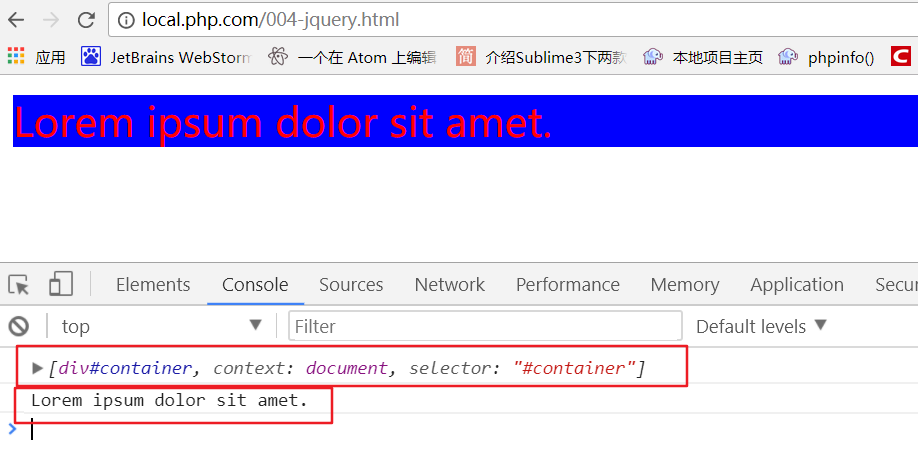 local.php.com/004-jquery.html
应用 JetBrains WebStorm 一个在 Atom 上编辑 简 介绍Sublime3下两款 本地项目主页 phpinfo() C
Lorem ipsum dolor sit amet.
Elements Console Sources Network Performance Memory Application Secur
top Filter Default levels
[div#container, context: document, selector: "#container"]
Lorem ipsum dolor sit amet.